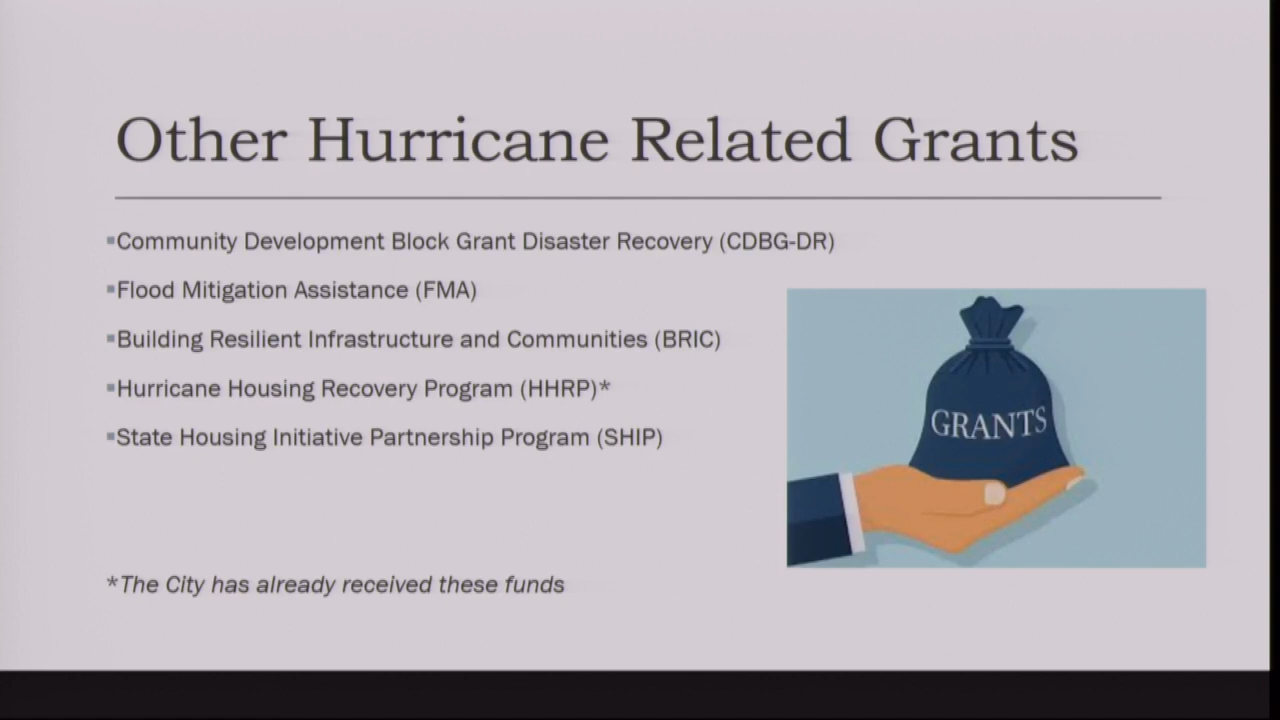 Other Hurricane Related Grants
▪Community Development Block Grant Disaster Recovery (CDBG-DR)
▪Flood Mitigation Assistance (FMA)
▪Building Resilient Infrastructure and Communities (BRIC)
▪Hurricane Housing Recovery Program (HHRP)*
▪State Housing Initiative Partnership Program (SHIP)
GRANTS
*The City has already received these funds